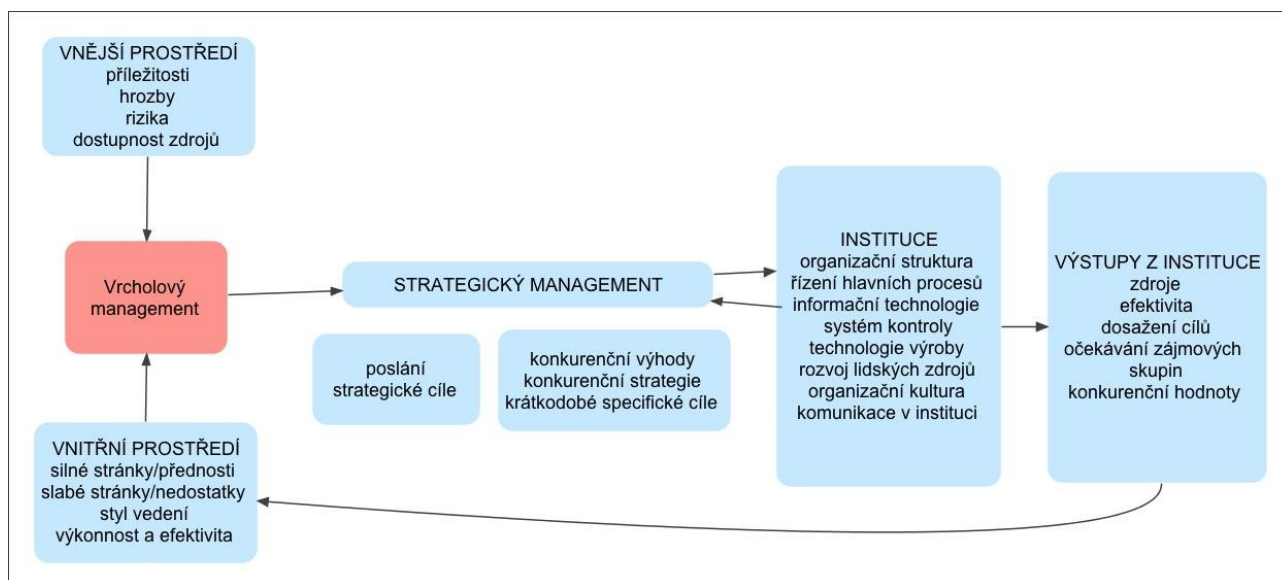 VNĚJŠÍ PROSTŘEDÍ
příležitosti
hrozby
rizika
dostupnost zdrojů
Vrcholový
management
VNITŘNÍ PROSTŘEDÍ
silné stránky/přednosti
slabé stránky/nedostatky
styl vedení
výkonnost a efektivita
STRATEGICKÝ MANAGEMENT
poslání
strategické cíle
konkurenční výhody
konkurenční strategie
krátkodobé specifické cíle
INSTITUCE
organizační struktura
řízení hlavních procesů
informační technologie
systém kontroly
technologie výroby
rozvoj lidských zdrojů
organizační kultura
komunikace v instituci
VÝSTUPY Z INSTITUCE
zdroje
efektivita
dosažení cílů
očekávání zájmových
skupin
konkurenční hodnoty